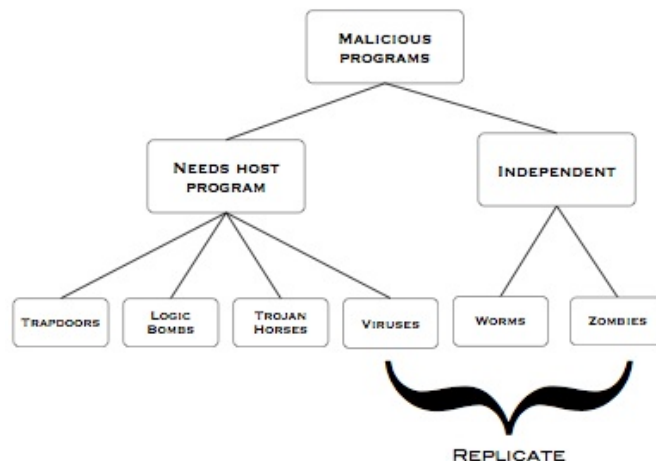 MALICIOUS
PROGRAMS
NEEDS HOST
PROGRAM
INDEPENDENT
TRAPDOORS
LOGIC
BOMBS
TROJAN
HORSES
VIRUSES
WORMS
ZOMBIES
REPLICATE